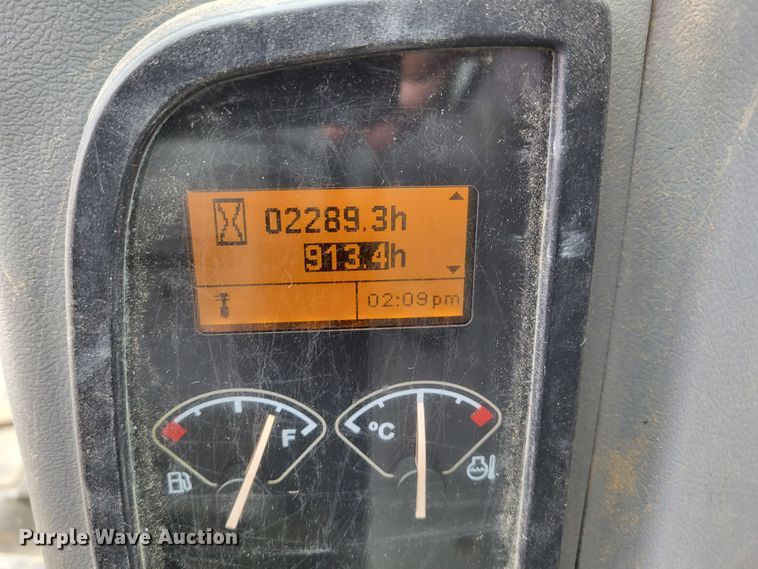 02289.3h
913.4h
02:09pm
F
°C
Purple Wave Auction